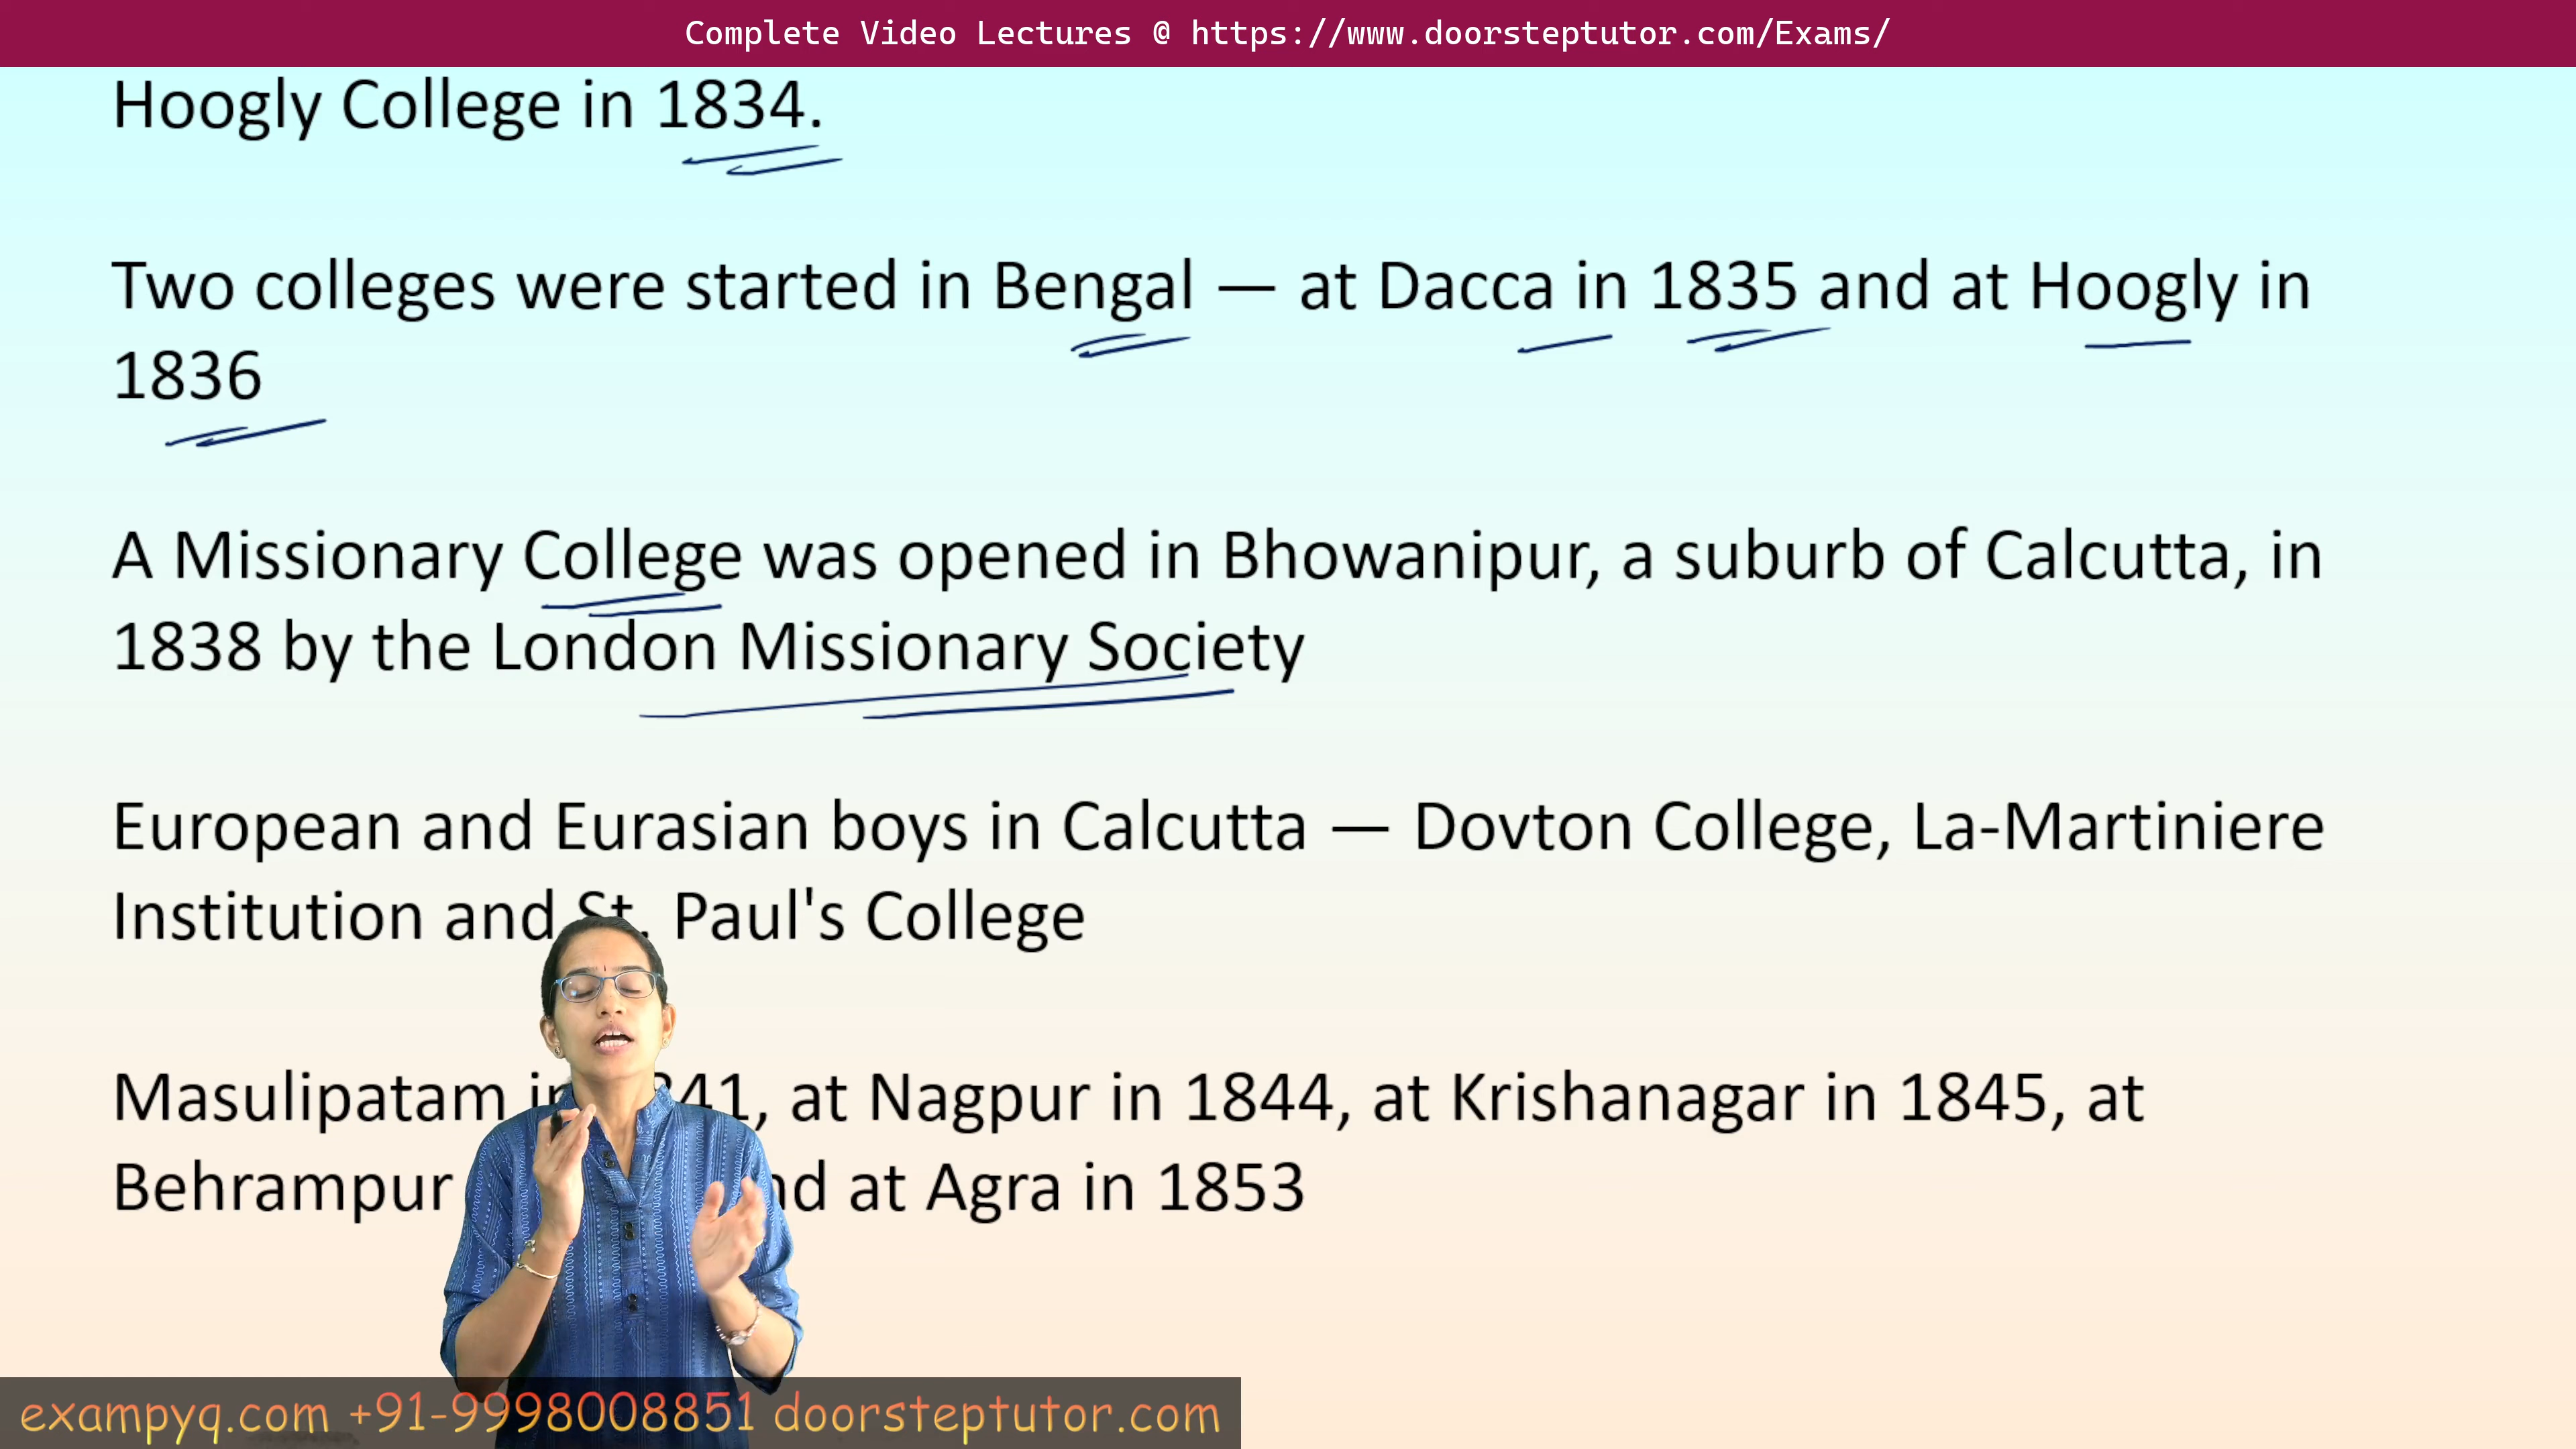 Complete Video Lectures @ https://www.doorsteptutor.com/Exams/
Hoogly College in 1834.
Two colleges were started in Bengal — at Dacca in 1835 and at Hoogly in
1836
A Missionary College was opened in Bhowanipur, a suburb of Calcutta, in
1838 by the London Missionary Society
European and Eurasian boys in Calcutta — Dovton College, La-Martiniere
Institution and St. Paul's College
Masulipatam in , at Nagpur in 1844, at Krishanagar in 1845, at
Behrampur at Agra in 1853
exampyq.com +91-9998008851 doorsteptutor.com